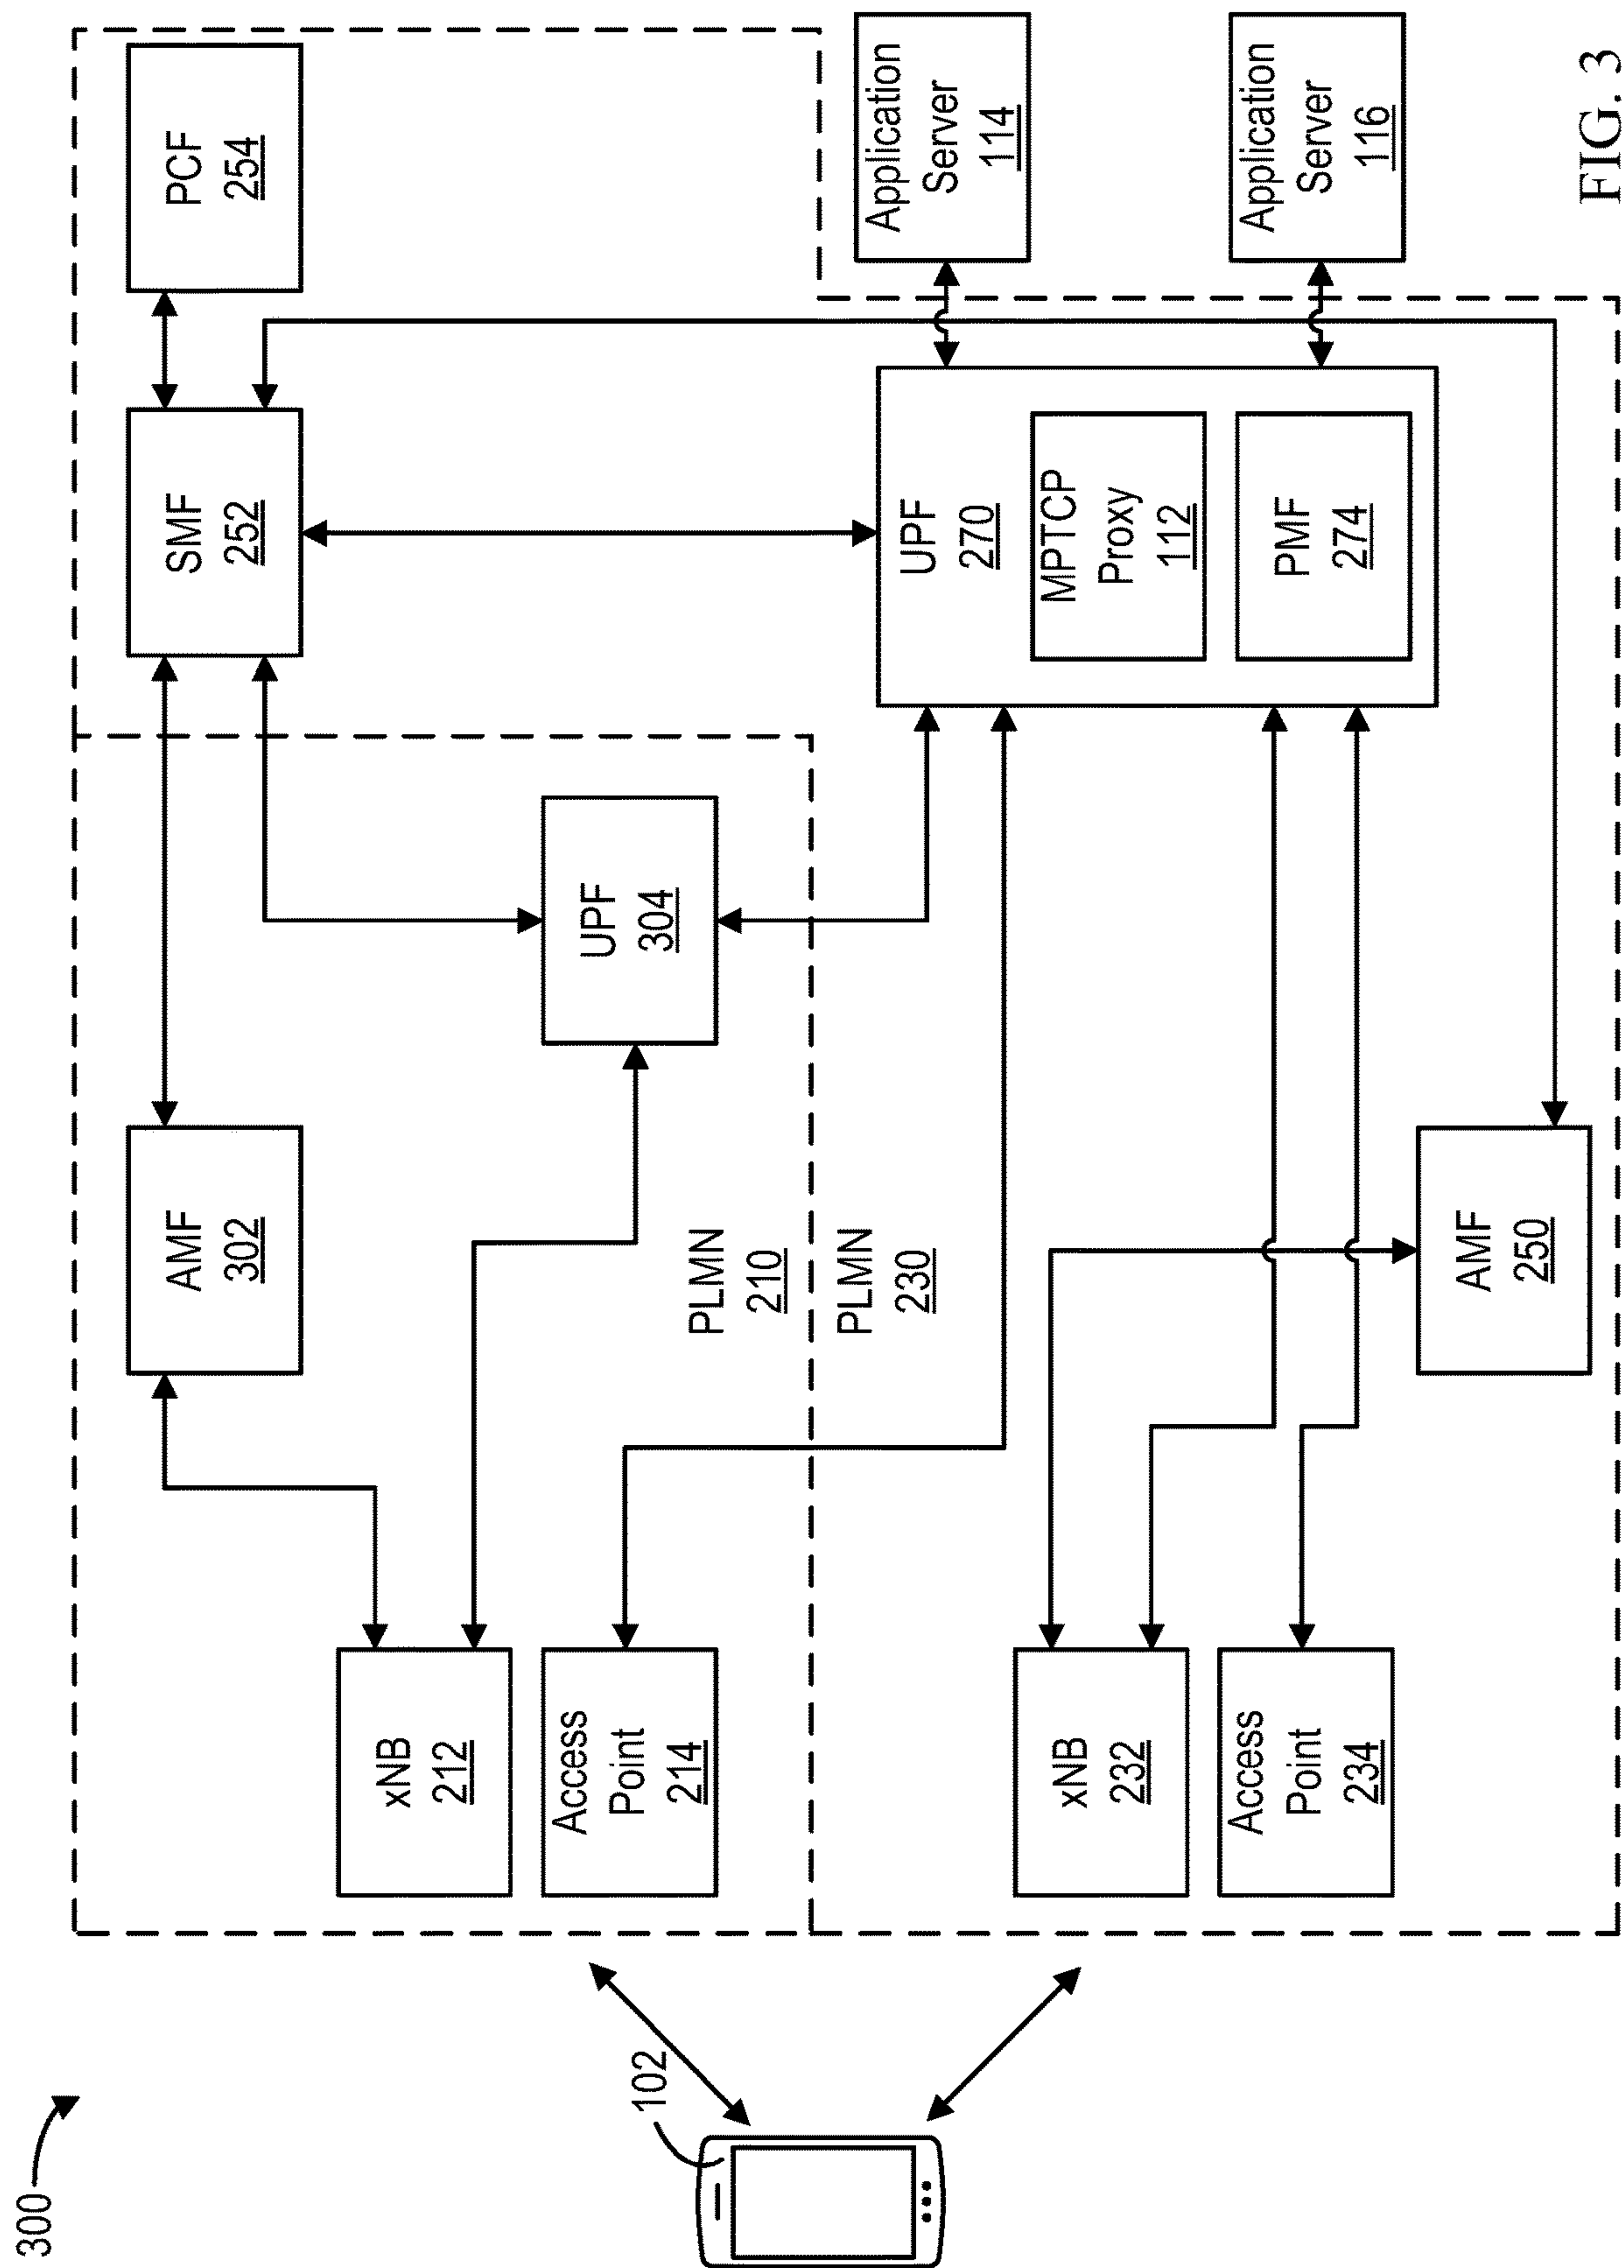 300
102
xNB
212
Access
Point
214
AMF
302
UPF
304
SMF
252
PCF
254
PLMN
210
PLMN
230
xNB
232
Access
Point
234
AMF
250
UPF
270
MPTCP
Proxy
112
PMF
274
Application
Server
114
Application
Server
116
FIG. 3